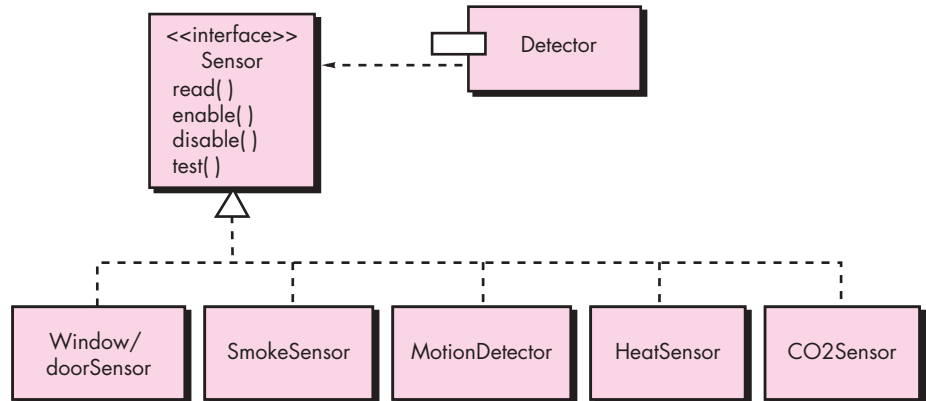 <<interface>>
Sensor
read( )
enable( )
disable( )
test( )
Detector
Window/
doorSensor
SmokeSensor
MotionDetector
HeatSensor
CO2Sensor